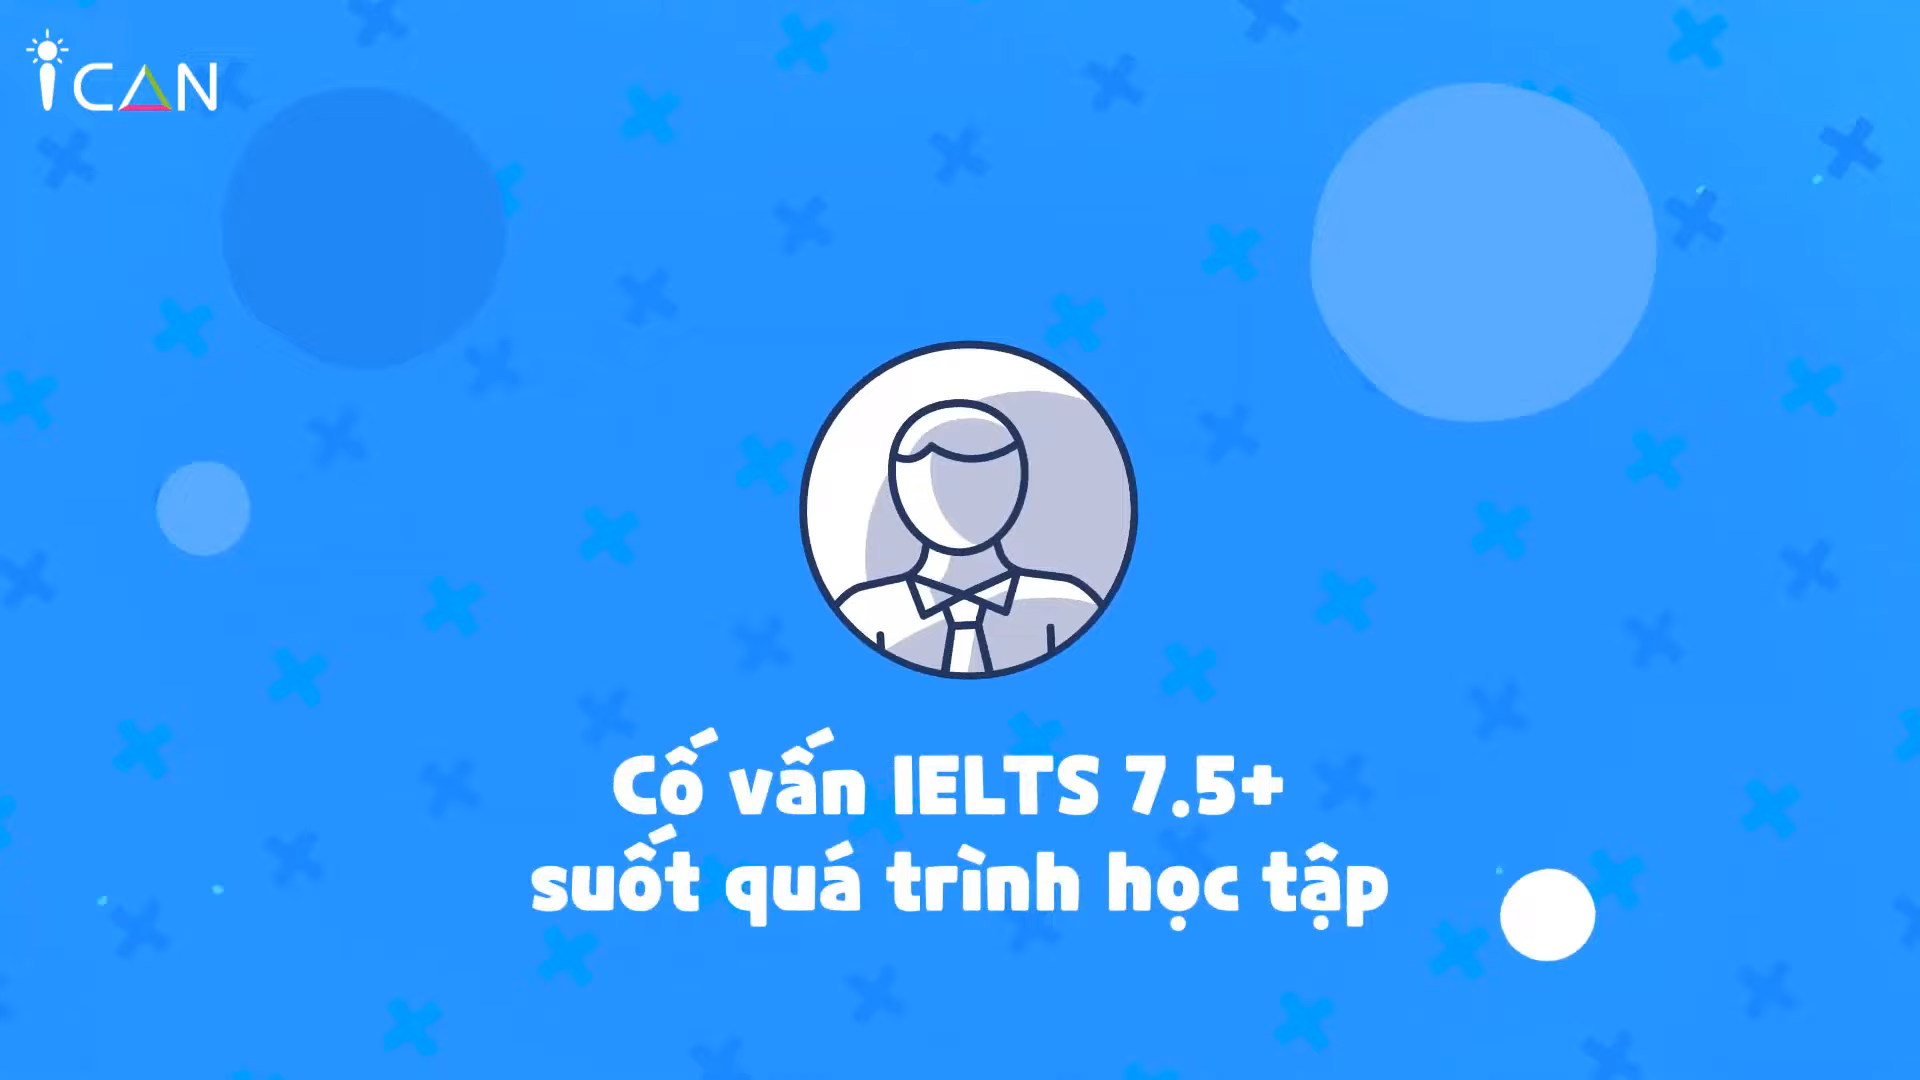 iCAN
Cố vấn IELTS 7.5+
suốt quá trình học tập